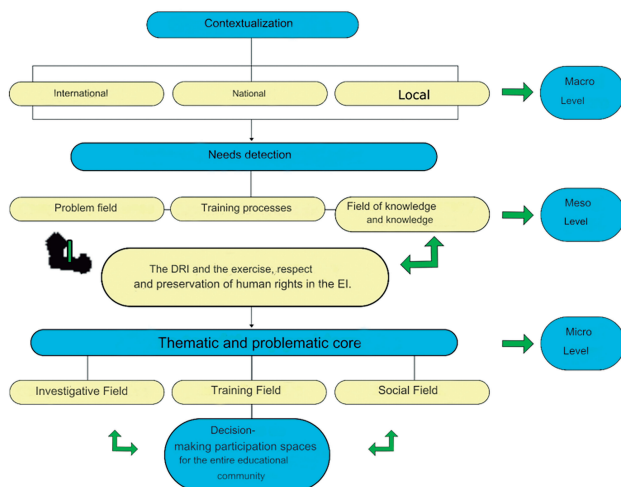 Contextualization
International
National
Local
Macro
Level
Needs detection
Problem field
Training processes
Field of knowledge
and knowledge
Meso
Level
The DRI and the exercise, respect
and preservation of human rights in the EI.
Thematic and problematic core
Micro
Level
Investigative Field
Training Field
Social Field
Decision-
making participation spaces
for the entire educational
community